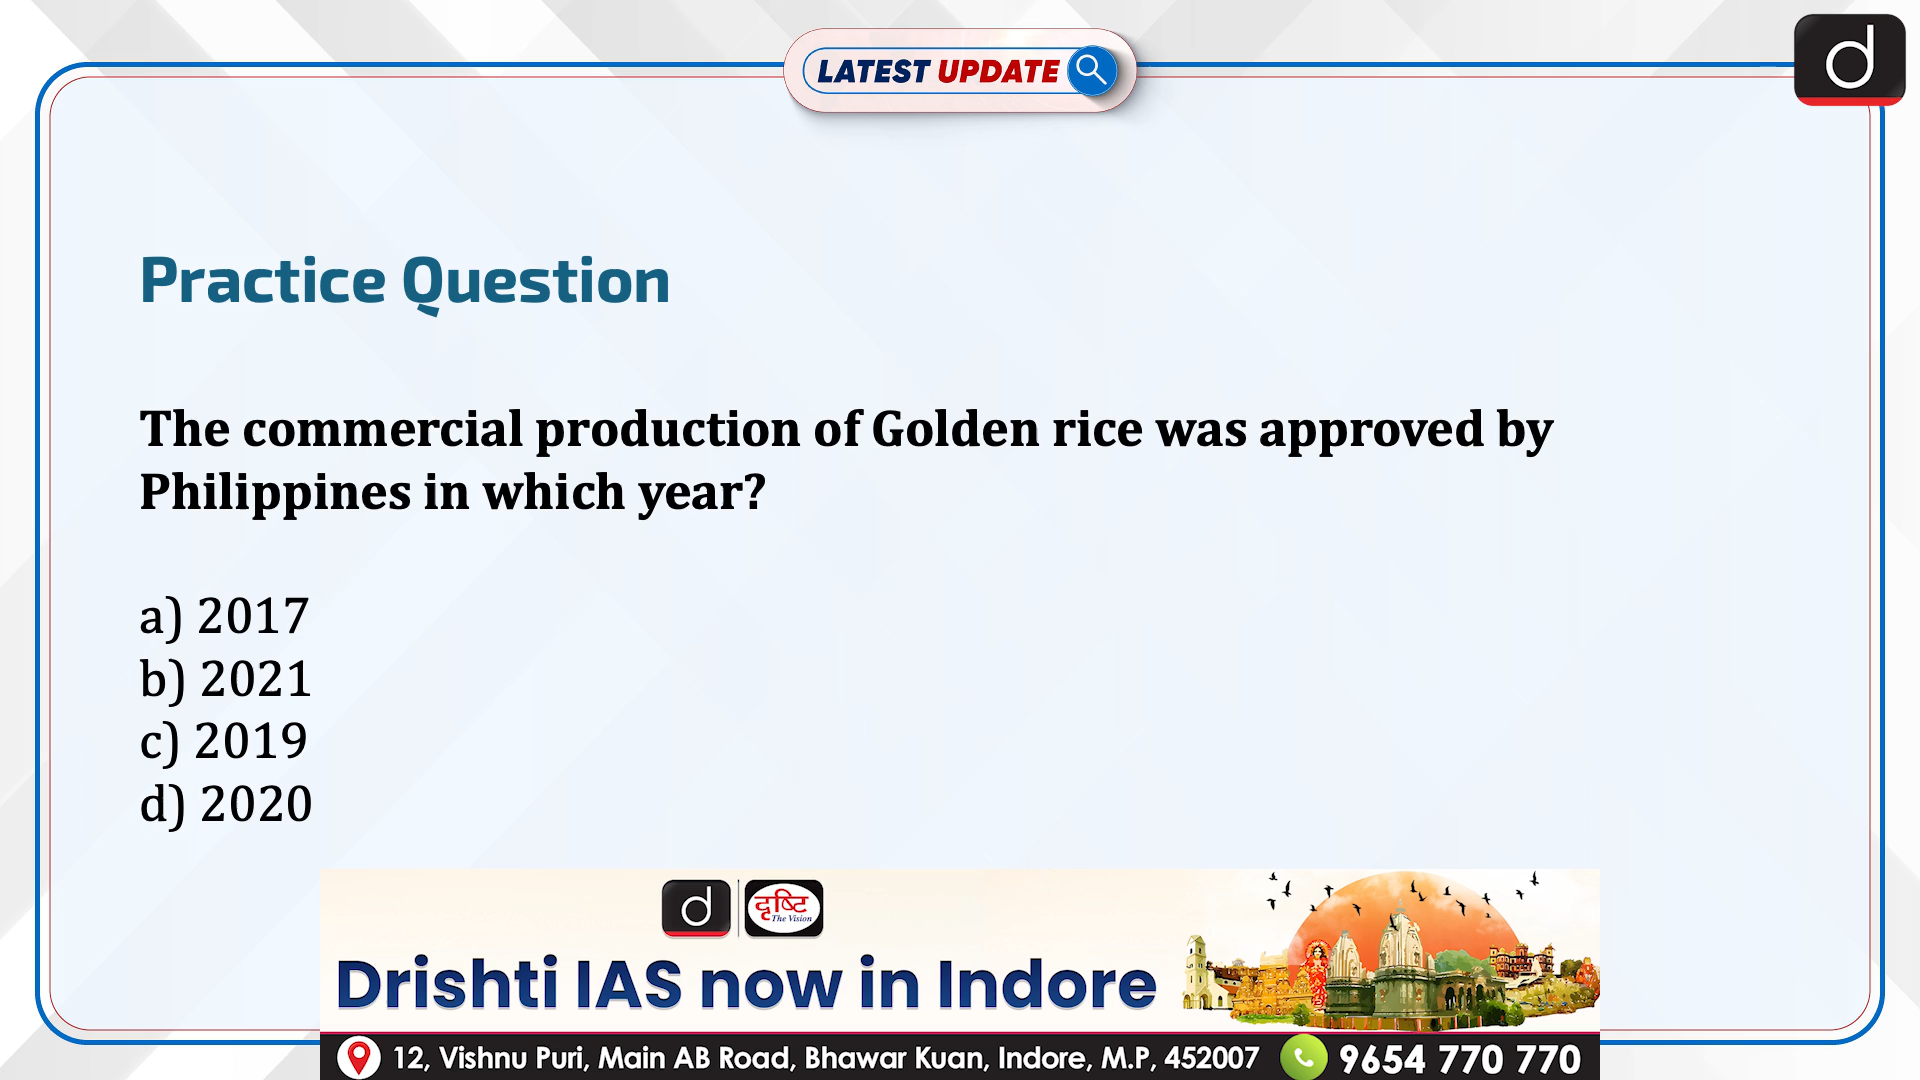 LATEST UPDATE
d
Practice Question
The commercial production of Golden rice was approved by
Philippines in which year?
a) 2017
b) 2021
c) 2019
d) 2020
d
दृष्टि
The Vision
Drishti IAS now in Indore
12, Vishnu Puri, Main AB Road, Bhawar Kuan, Indore, M.P, 452007
9654 770 770